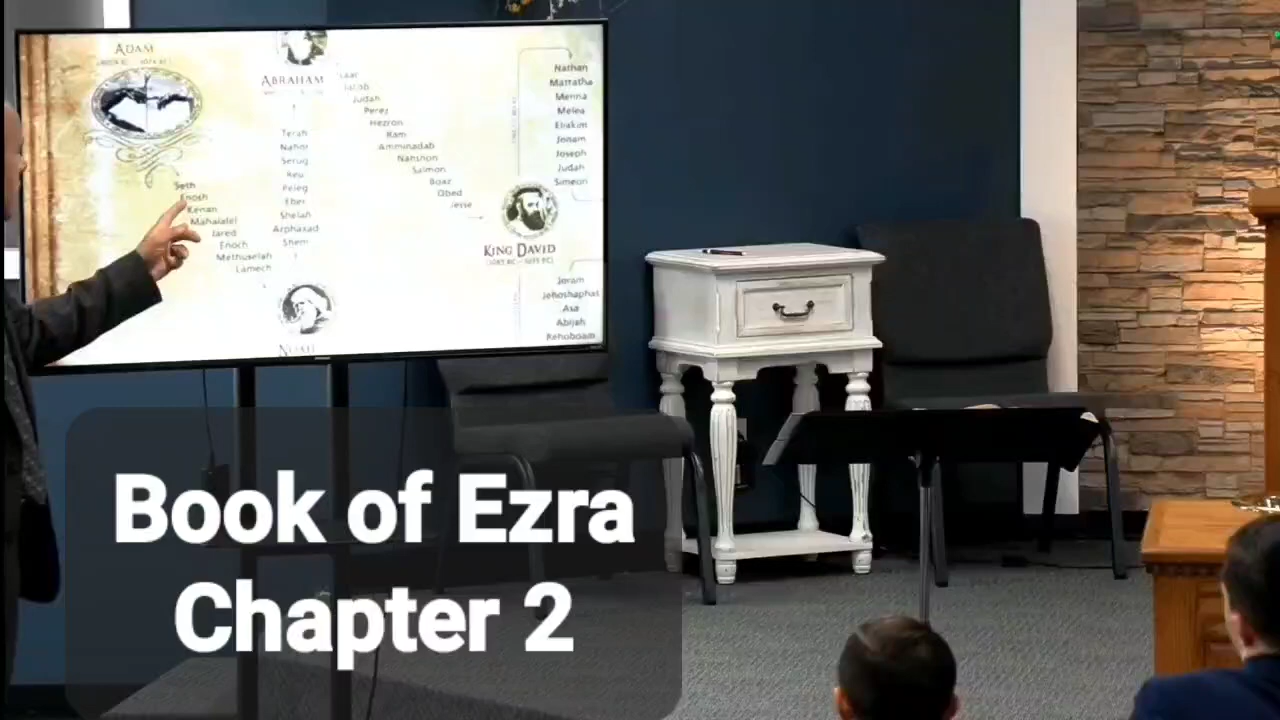 ADAM
Seth
Enosh
Kenan
Mahalalel
Jared
Enoch
Methuselah
Lamech
ABRAHAM
Terah
Nahor
Serug
Reu
Peleg
Eber
Shelah
Arphaxad
Shem
Judah
Perez
Hezron
Ram
Amminadab
Nahshon
Salmon
Boaz
Obed
Jesse
KING DAVID
Nathan
Mattatha
Menna
Melea
Eliakim
Jonam
Joseph
Judah
Simeon
Joram
Jehoshaphat
Asa
Abijah
Rehoboam
Book of Ezra
Chapter 2